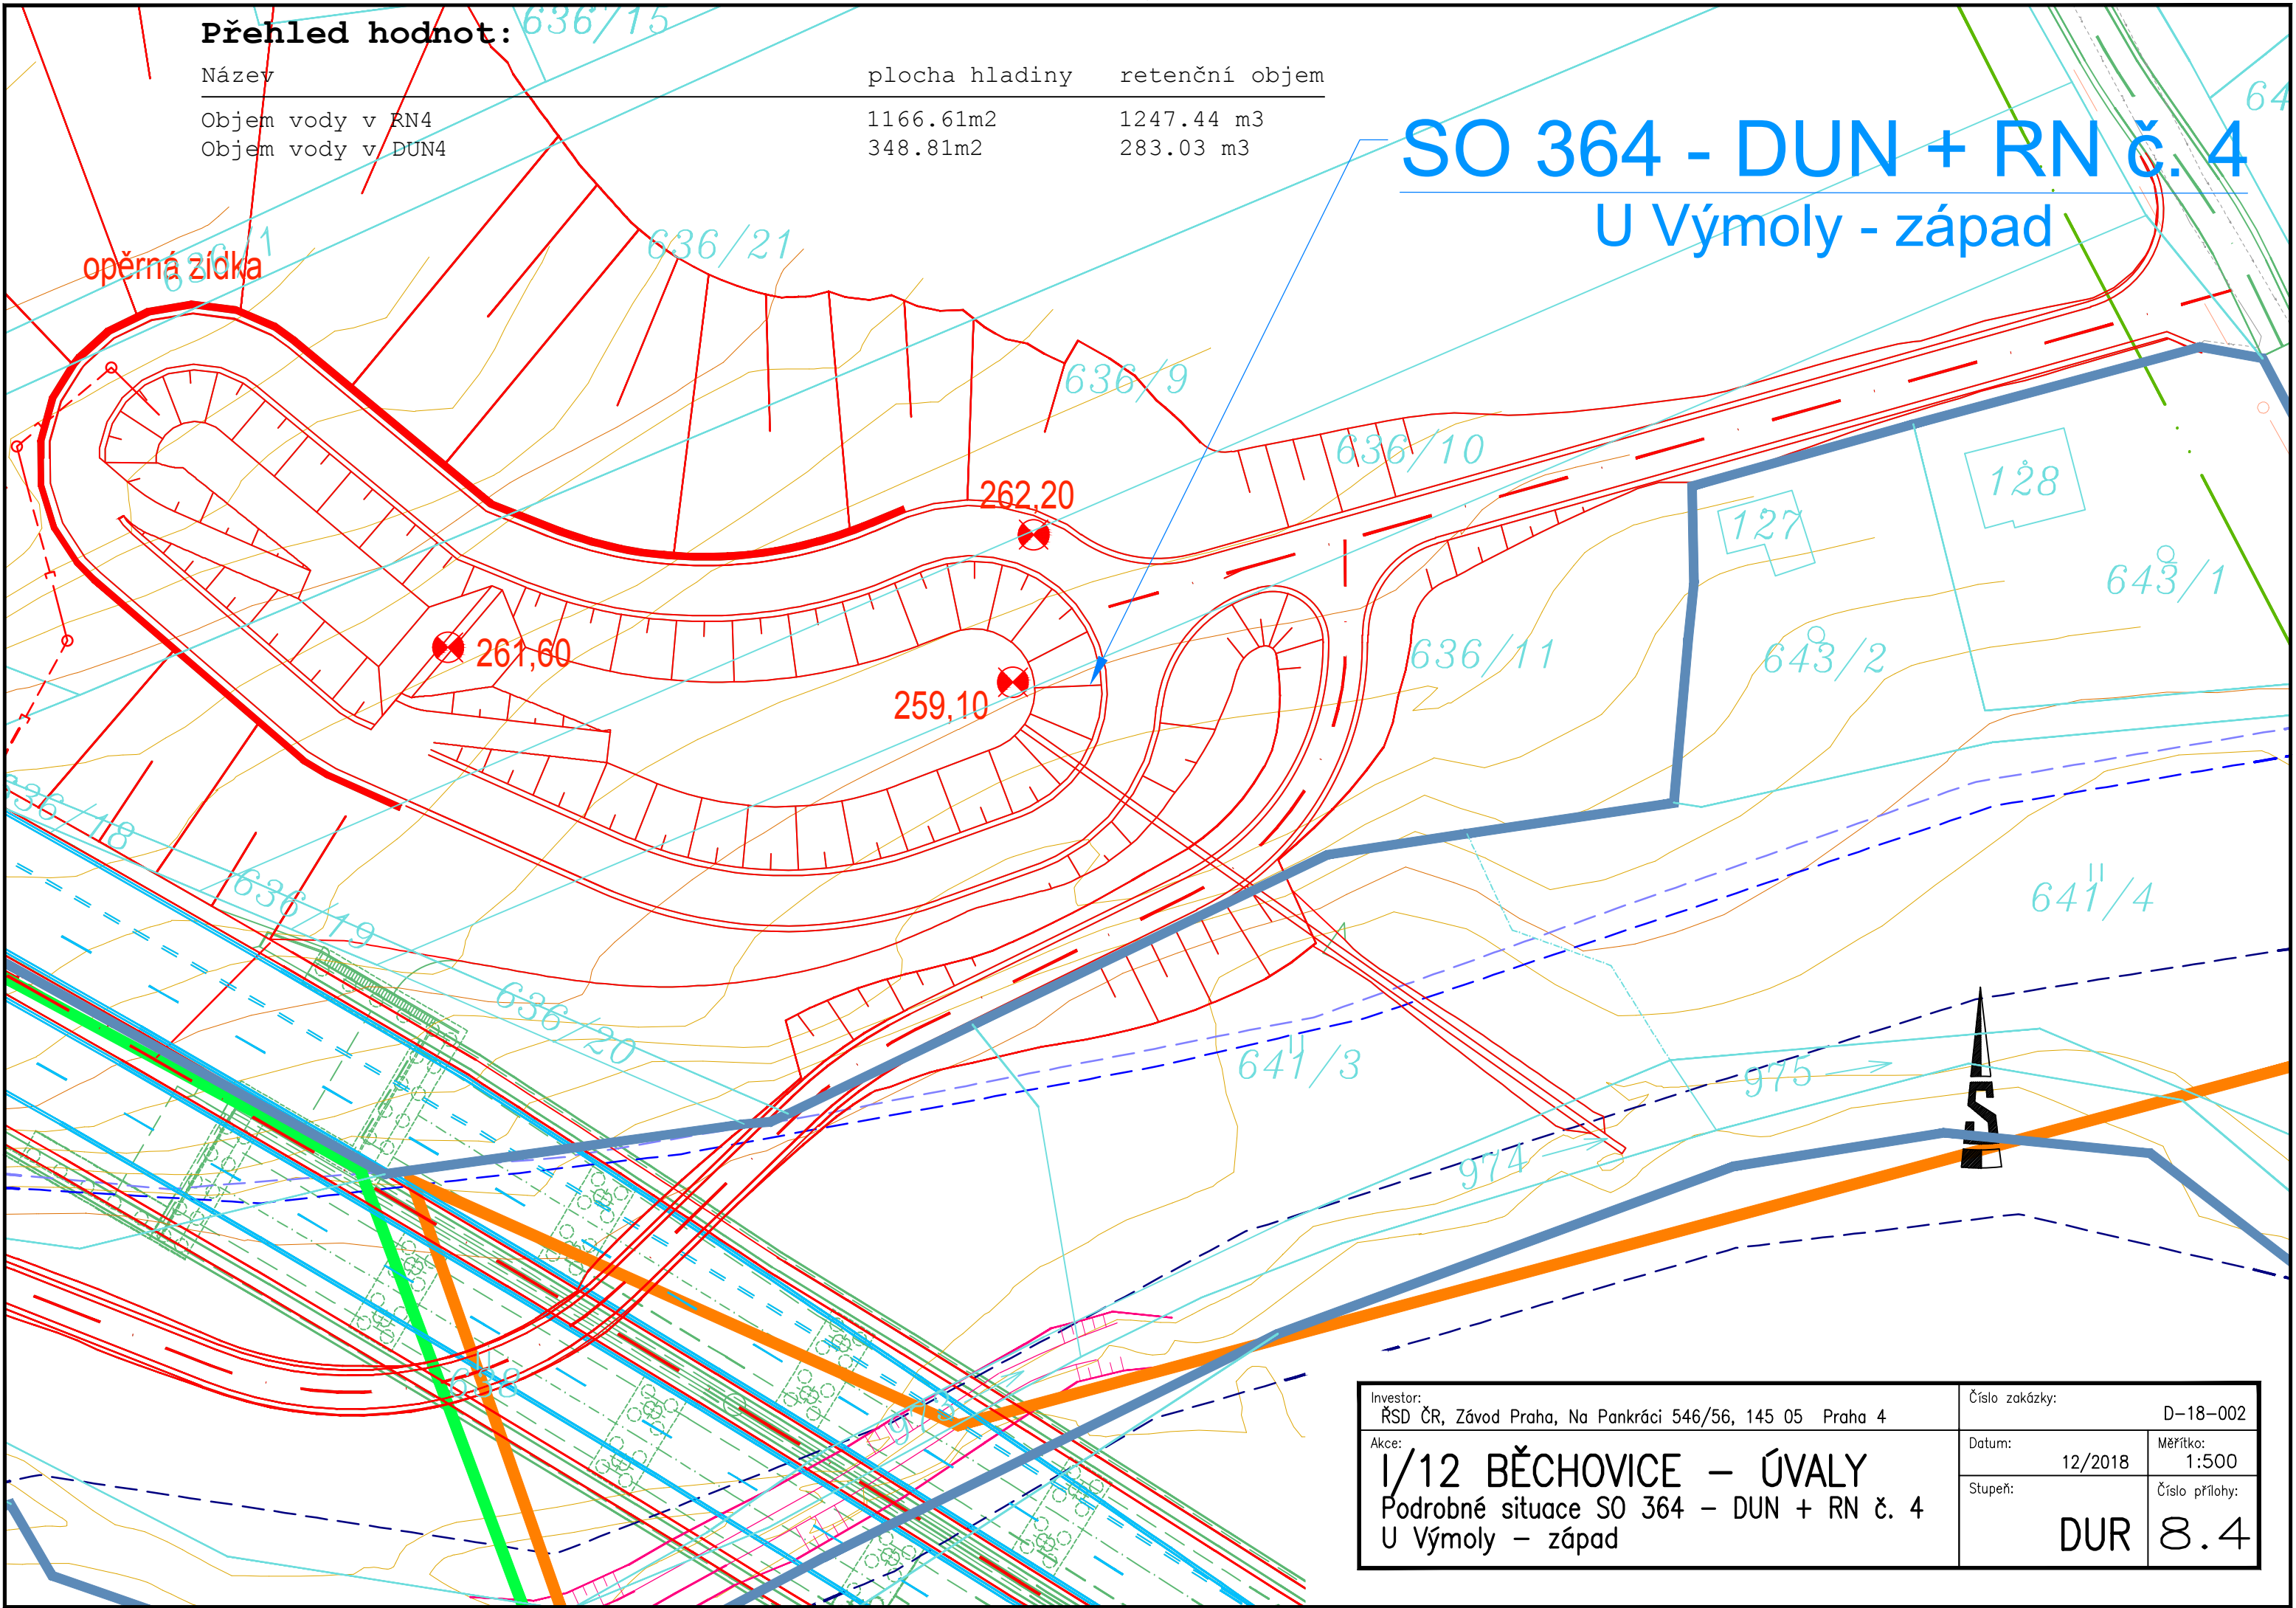 Přehled hodnot:
Název plocha hladiny retenční objem
Objem vody v RN4 1166.61m2 1247.44 m3
Objem vody v DUN4 348.81m2 283.03 m3
SO 364 - DUN + RN č. 4
U Výmoly - západ
636/15
64
636/1
opěrná zídka
636/21
636/9
636/10
262,20
127
128
643/1
261,60
636/11
643/2
259,10
636/18
636/19
641/4
636/20
641/3
975
S
974
638
973
Investor:
ŘSD ČR, Závod Praha, Na Pankráci 546/56, 145 05 Praha 4
Číslo zakázky:
D-18-002
Akce:
I/12 BĚCHOVICE – ÚVALY
Podrobné situace SO 364 – DUN + RN č. 4
U Výmoly – západ
Datum:
12/2018
Měřítko:
1:500
Stupeň:
DUR
Číslo přílohy:
8.4